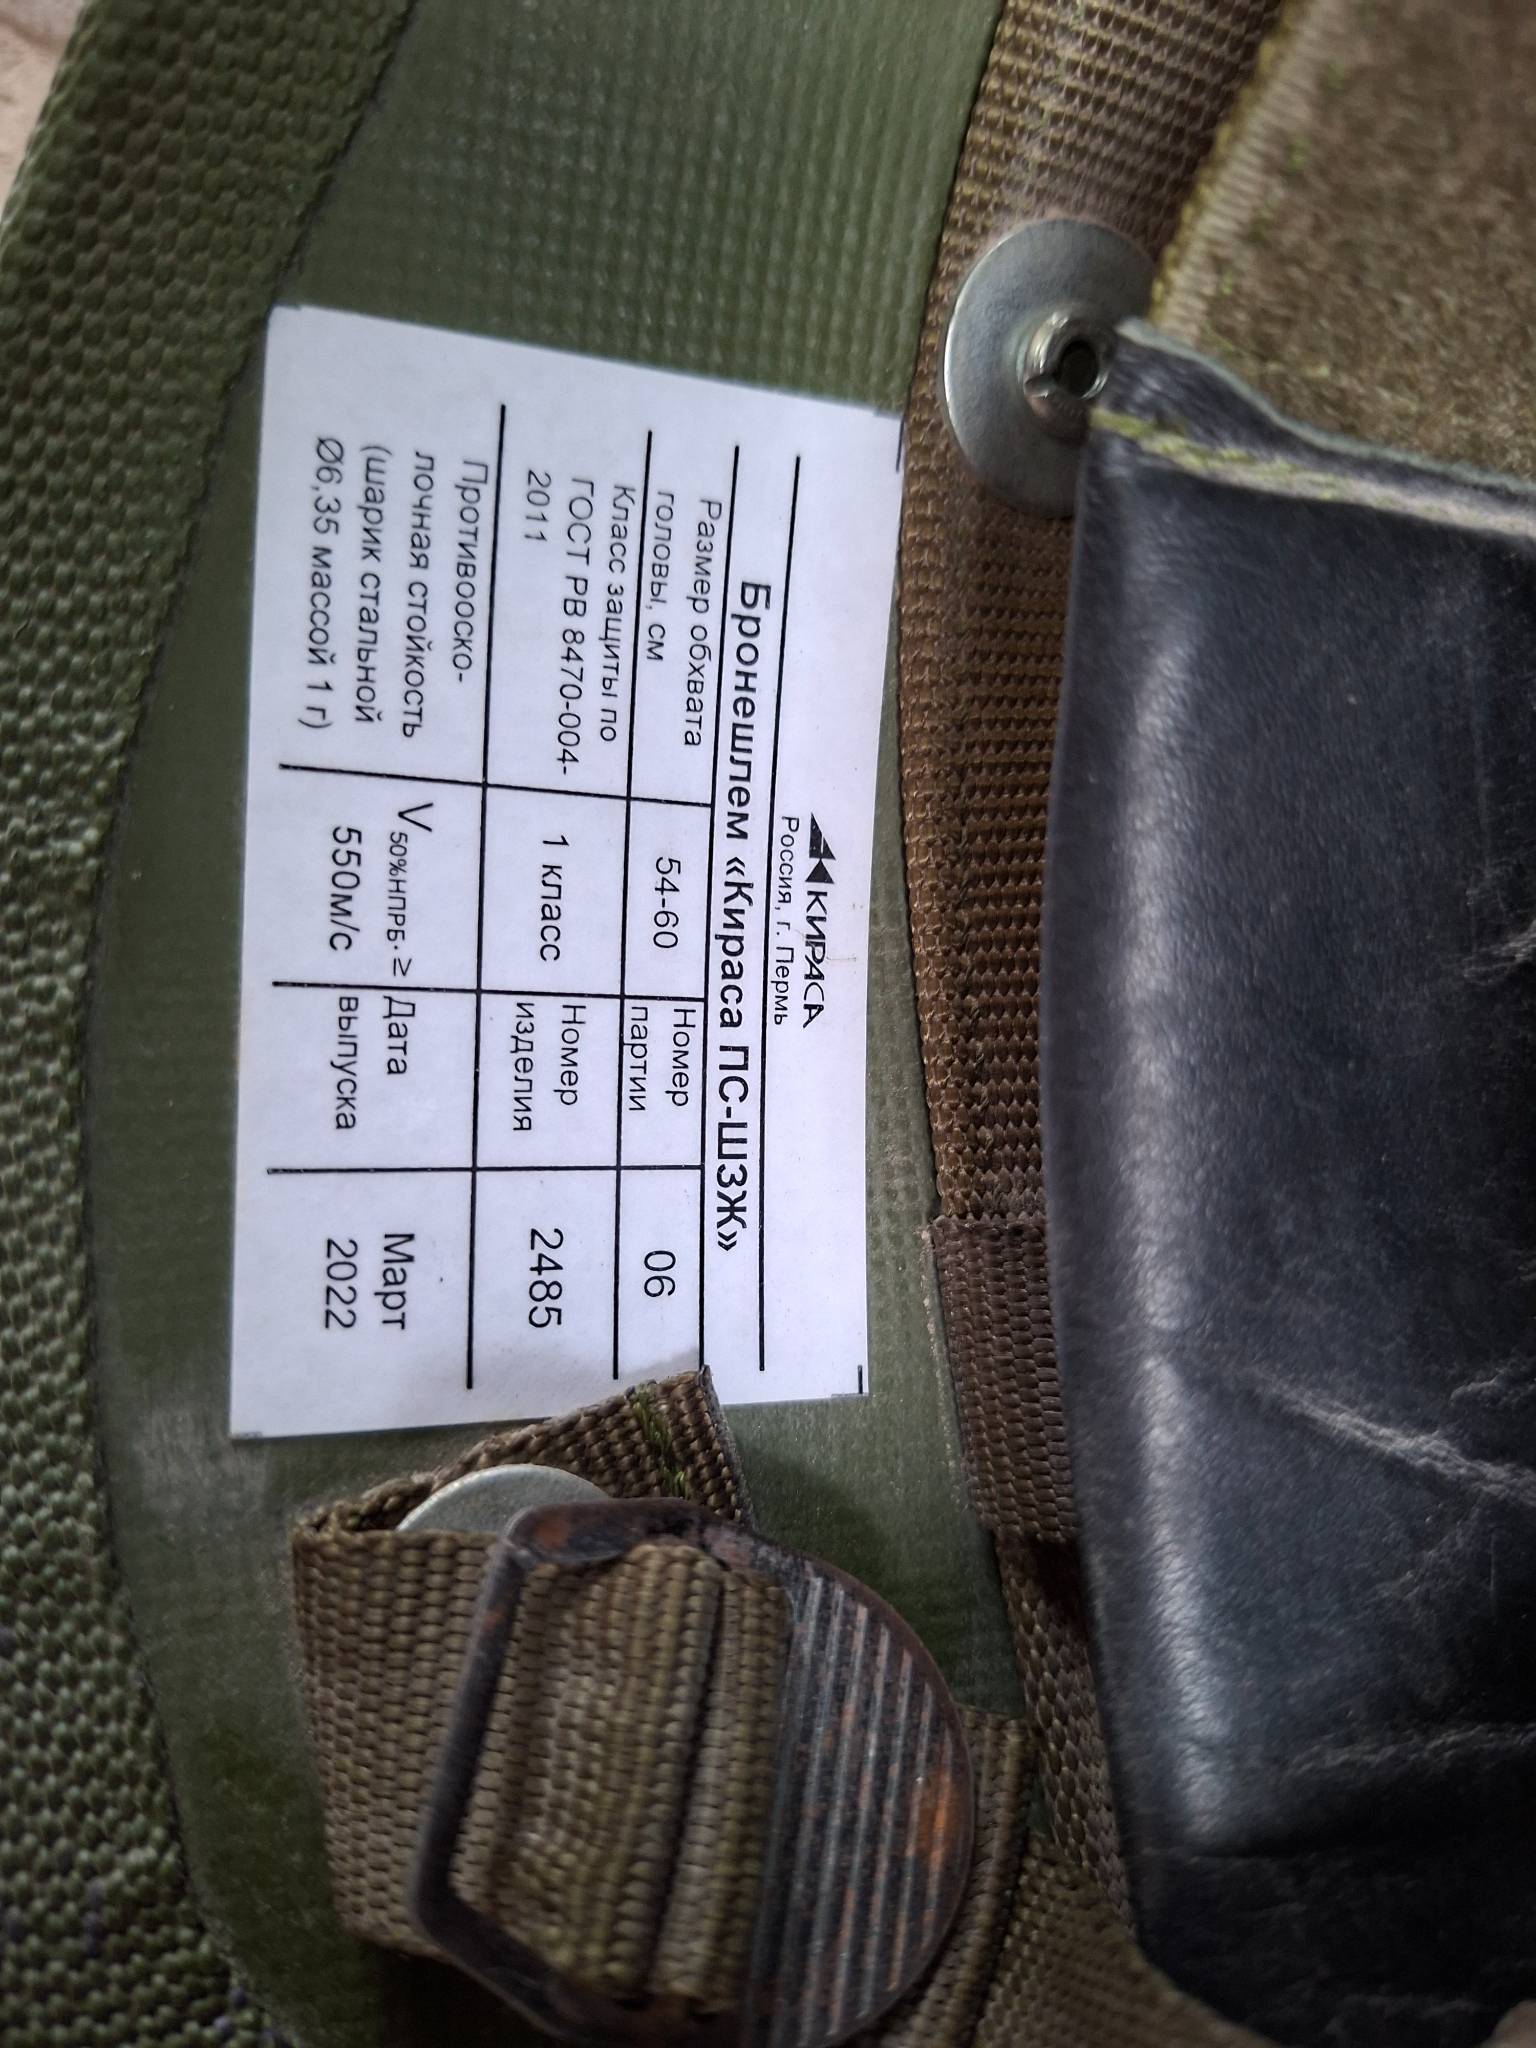 КИРАСА
Россия, г. Пермь
Бронешлем «Кираса ПС-ШЗЖ»
Размер обхвата
головы, см
54-60
Номер
партии
06
Класс защиты по
ГОСТ РВ 8470-004-
2011
1 класс
Номер
изделия
2485
Противооско-
лочная стойкость
(шарик стальной
Ø6,35 массой 1 г)
V50%НПРБ. ≥
550м/с
Дата
выпуска
Март
2022